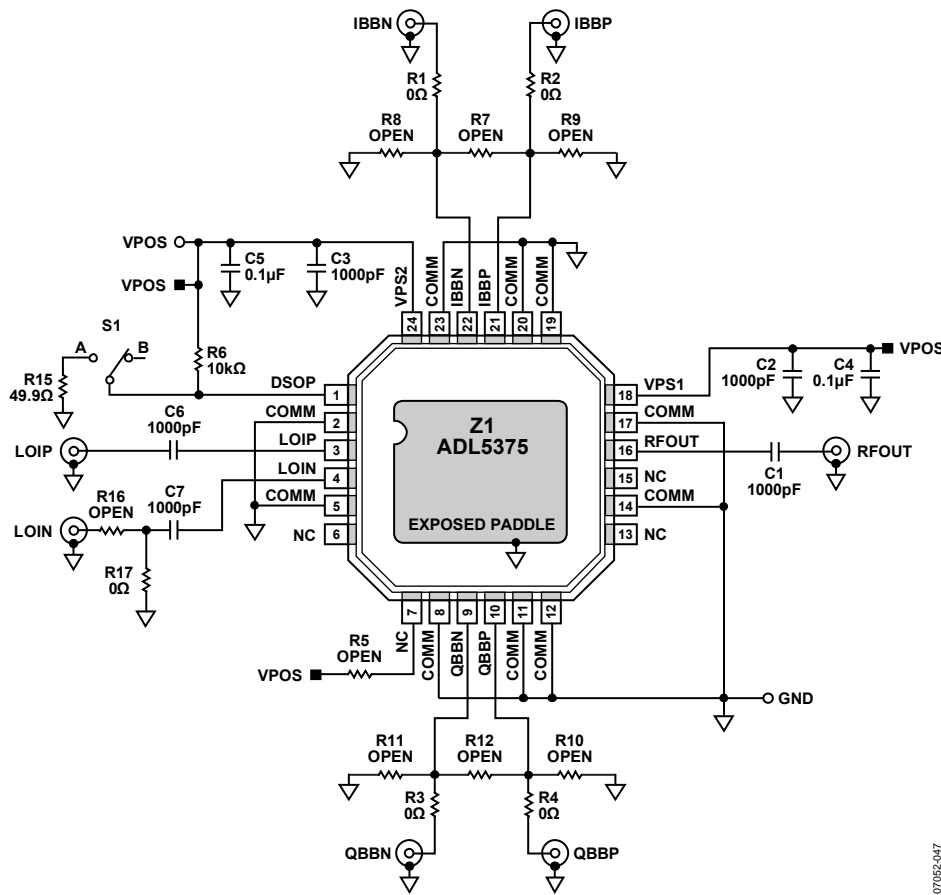 IBBN
IBBP
R1
0Ω
R2
0Ω
R8
OPEN
R7
OPEN
R9
OPEN
VPOS
C5
0.1µF
C3
1000pF
VPOS
S1
A
B
R6
10kΩ
R15
49.9Ω
VPS2
COMM
IBBN
IBBP
COMM
COMM
24
23
22
21
20
19
DSOP
1
COMM
2
LOIP
3
LOIN
4
COMM
5
NC
6
C6
1000pF
LOIP
C7
1000pF
R16
OPEN
LOIN
R17
0Ω
Z1
ADL5375
EXPOSED PADDLE
18
VPS1
17
COMM
16
RFOUT
15
NC
14
COMM
13
NC
C2
1000pF
C4
0.1µF
VPOS
C1
1000pF
RFOUT
7
8
9
10
11
12
NC
COMM
QBBN
QBBP
COMM
COMM
R5
OPEN
VPOS
GND
R11
OPEN
R12
OPEN
R10
OPEN
R3
0Ω
R4
0Ω
QBBN
QBBP
07052-047